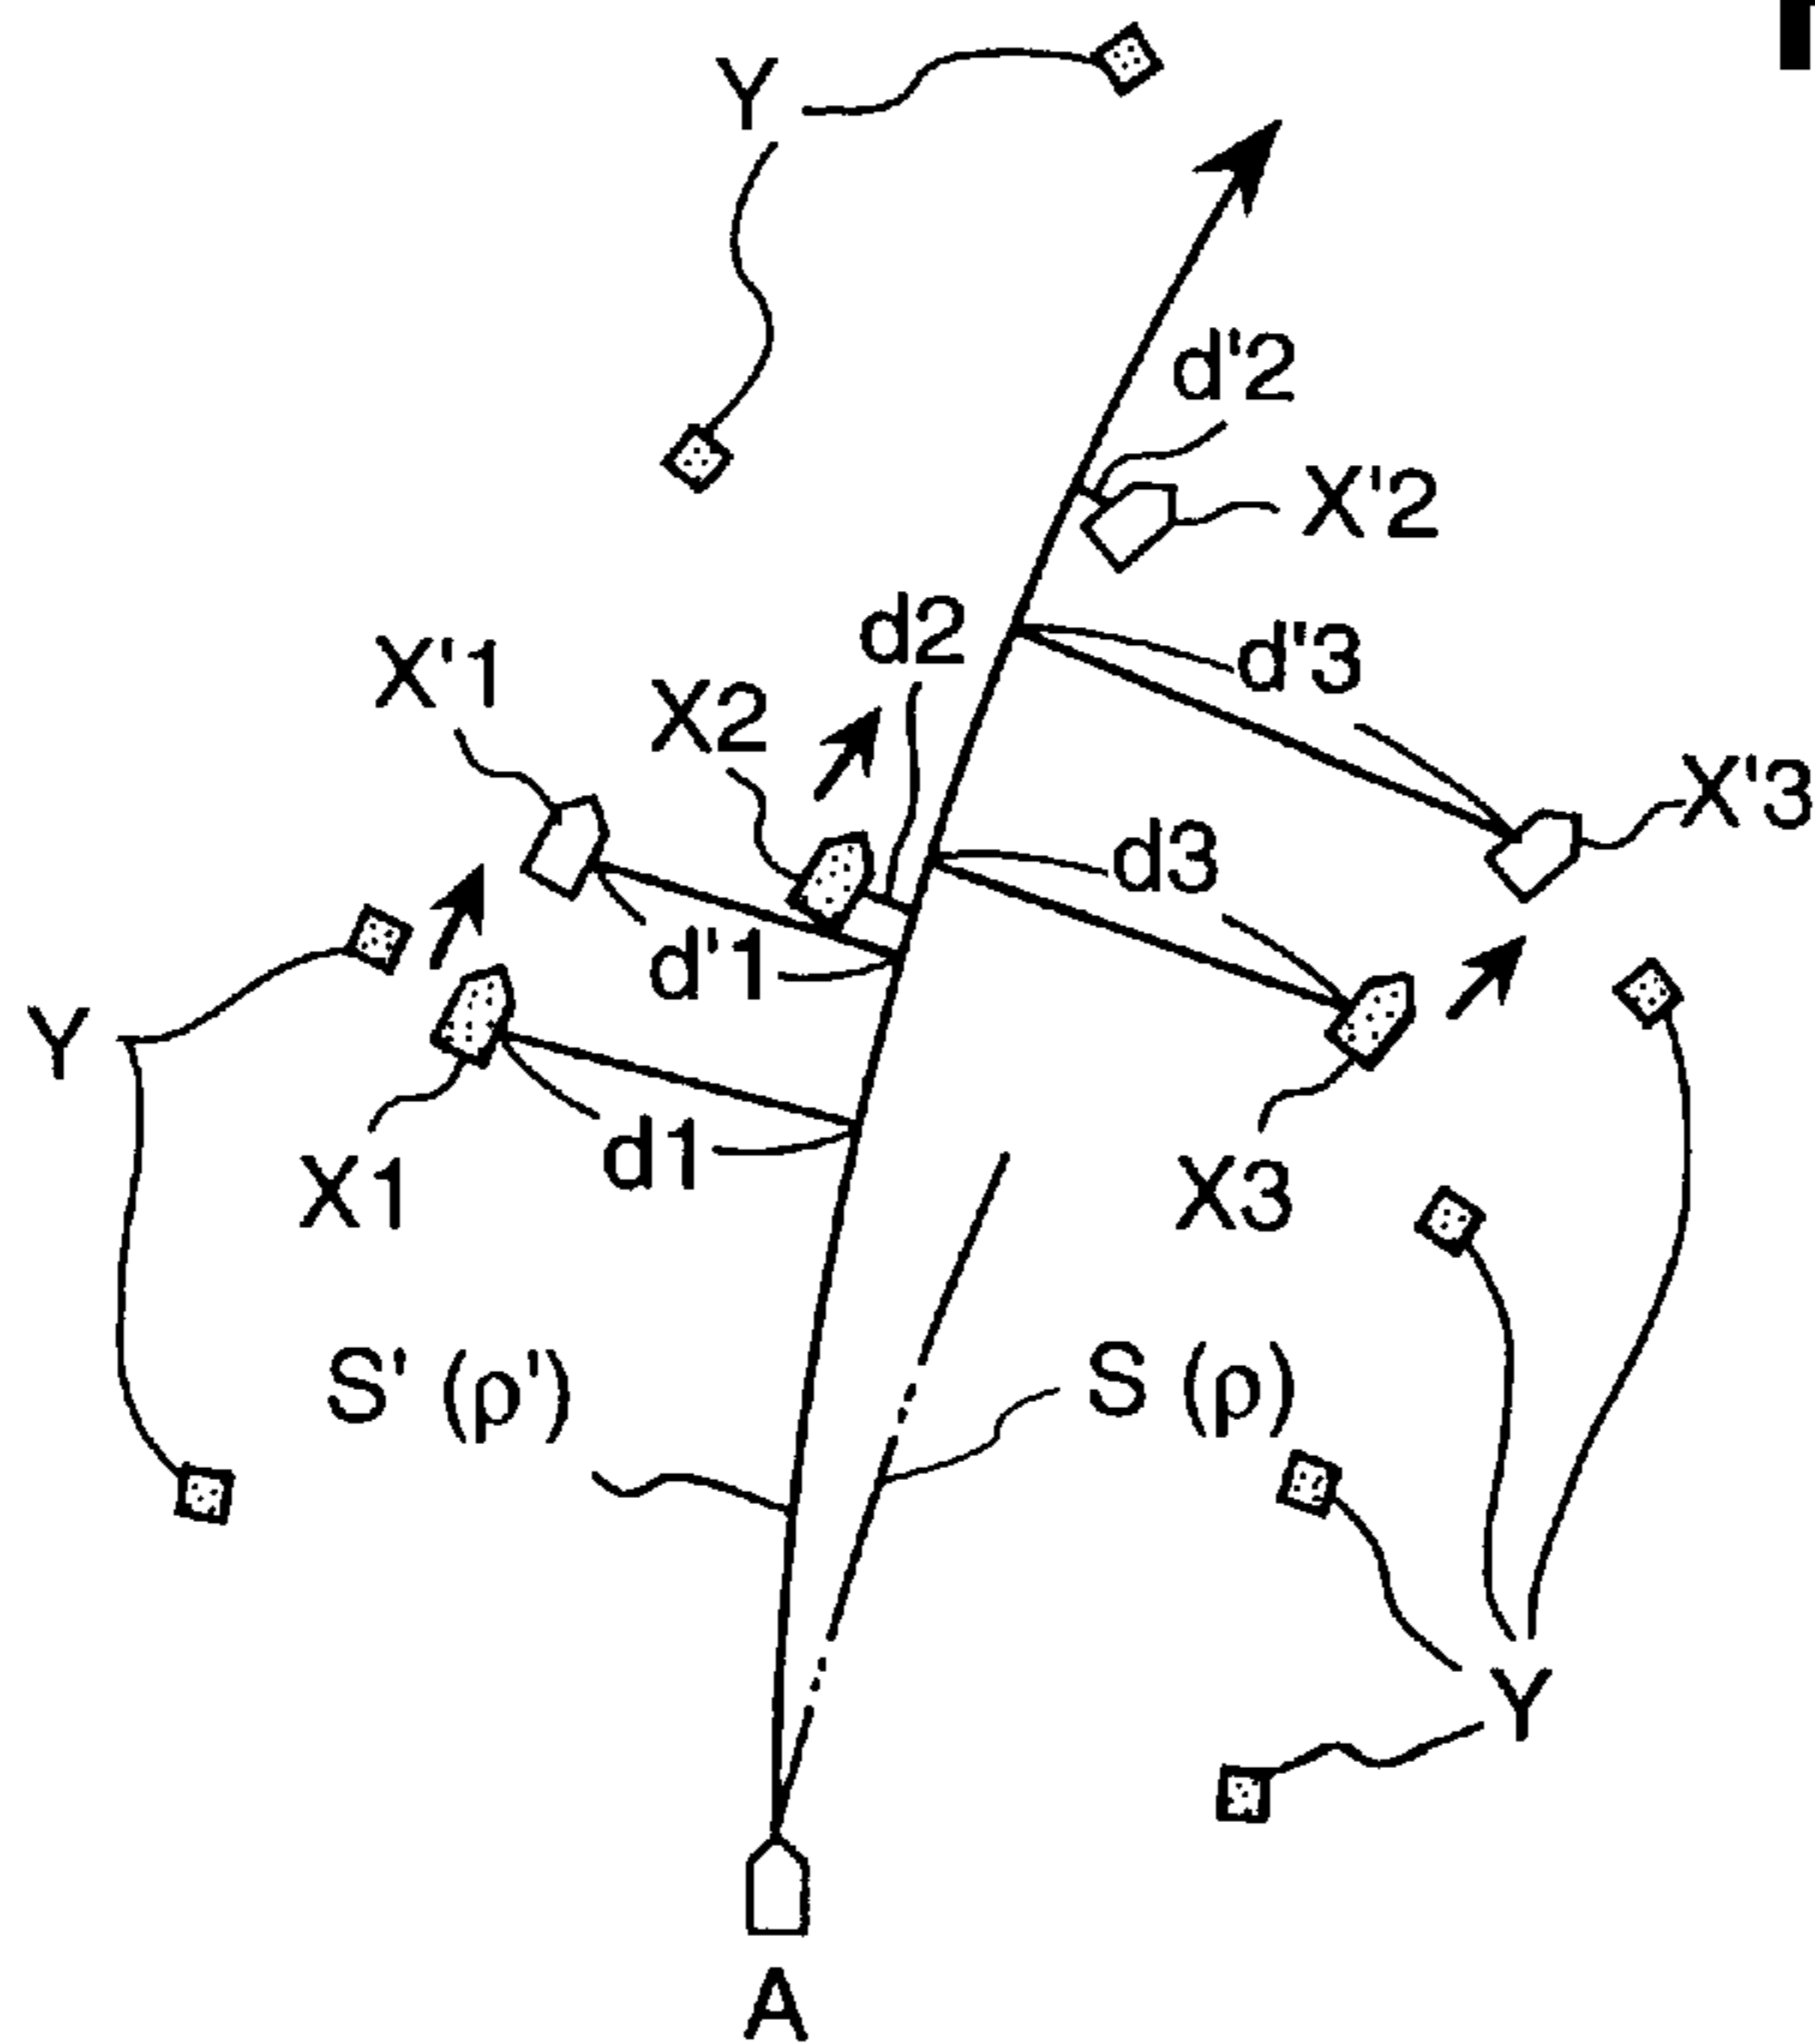 Y
d'2
X'2
d2
X'1
X2
d'3
X'3
d3
d'1
Y
d1
X1
X3
S' (ρ')
S (ρ)
Y
A